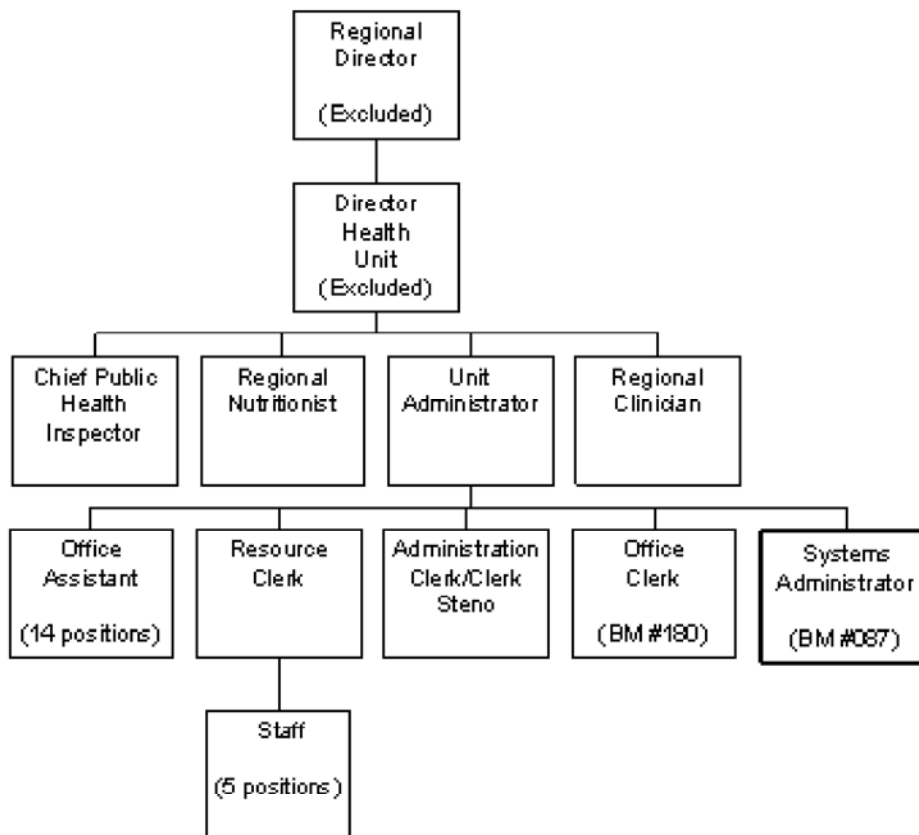 Regional
Director
(Excluded)
Director
Health
Unit
(Excluded)
Chief Public
Health
Inspector
Regional
Nutritionist
Unit
Administrator
Regional
Clinician
Office
Assistant
(14 positions)
Resource
Clerk
Administration
Clerk/Clerk
Steno
Office
Clerk
(BM #180)
Systems
Administrator
(BM #087)
Staff
(5 positions)